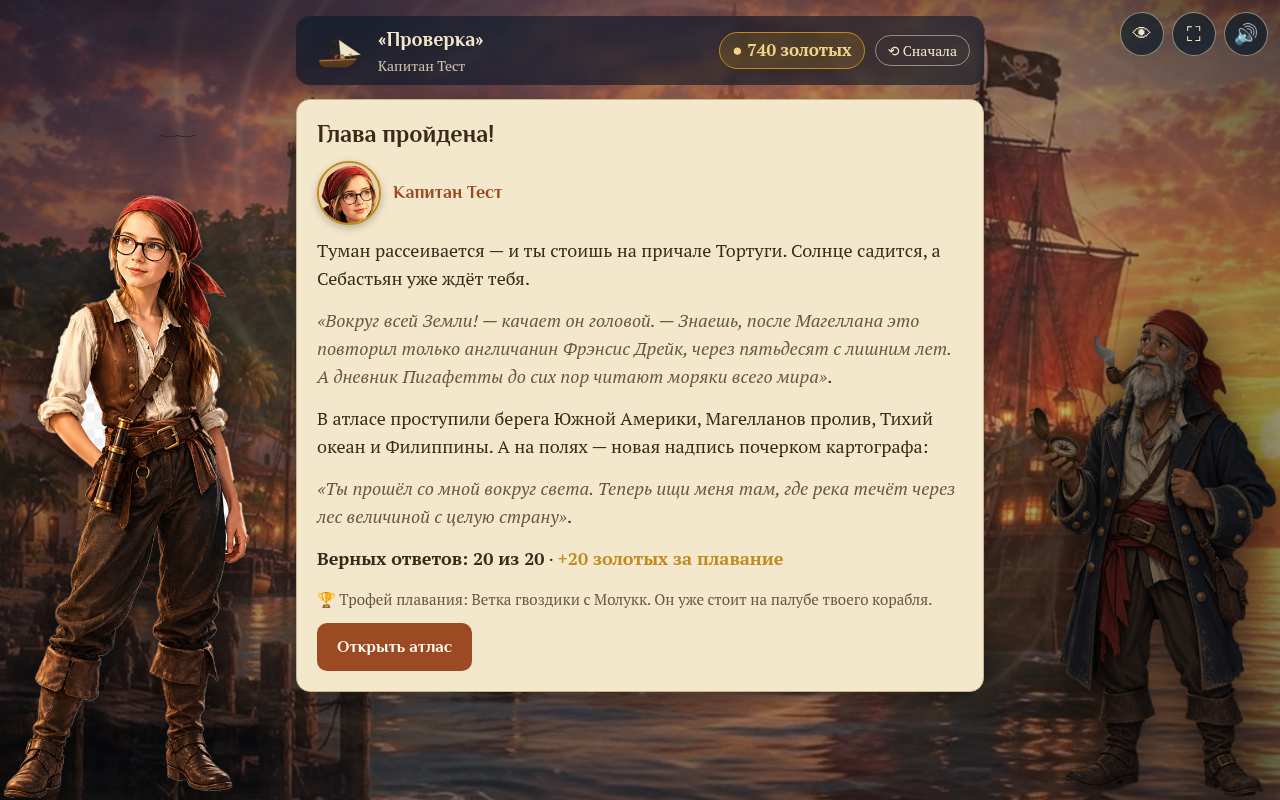 «Проверка»
Капитан Тест
● 740 золотых
⟲ Сначала
Глава пройдена!
Капитан Тест
Туман рассеивается — и ты стоишь на причале Тортуги. Солнце садится, а
Себастьян уже ждёт тебя.
«Вокруг всей Земли! — качает он головой. — Знаешь, после Магеллана это
повторил только англичанин Фрэнсис Дрейк, через пятьдесят с лишним лет.
А дневник Пигафетты до сих пор читают моряки всего мира».
В атласе проступили берега Южной Америки, Магелланов пролив, Тихий
океан и Филиппины. А на полях — новая надпись почерком картографа:
«Ты прошёл со мной вокруг света. Теперь ищи меня там, где река течёт через
лес величиной с целую страну».
Верных ответов: 20 из 20 · +20 золотых за плавание
🏆 Трофей плавания: Ветка гвоздики с Молукк. Он уже стоит на палубе твоего корабля.
Открыть атлас